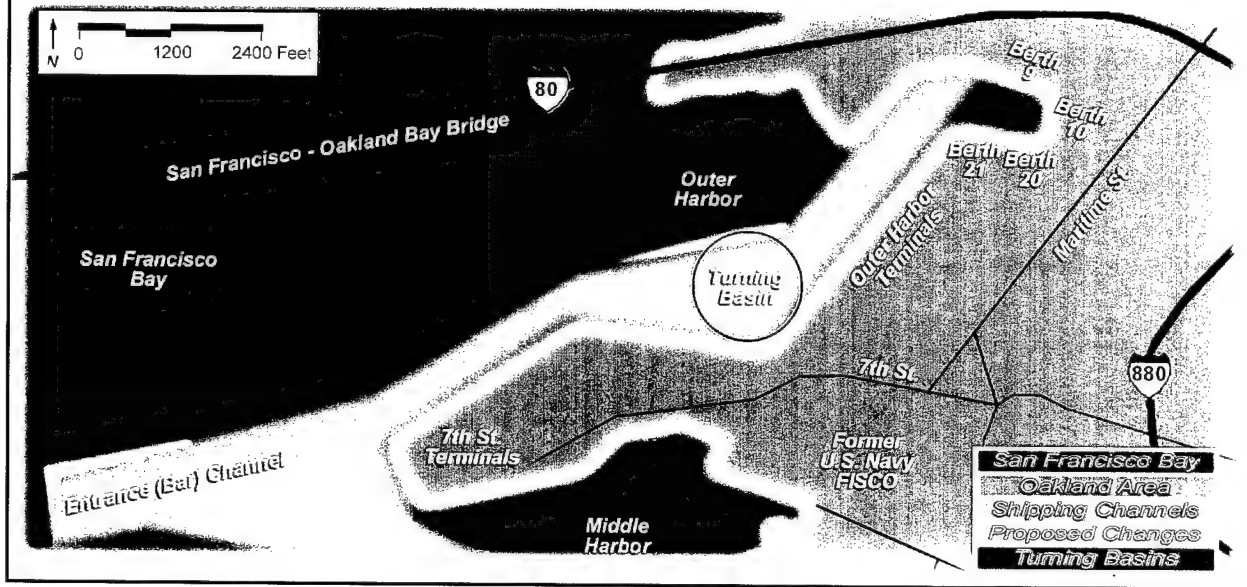 N
0 1200 2400 Feet
80
San Francisco - Oakland Bay Bridge
San Francisco
Bay
Outer
Harbor
Turning
Basin
Berth
9
Berth
10
Berth
21
Berth
20
Maritime St.
Outer Harbor
Terminals
7th St.
880
7th St.
Terminals
Former
U.S. Navy
FISCO
Entrance (Bar) Channel
Middle
Harbor
San Francisco Bay
Oakland Area
Shipping Channels
Proposed Changes
Turning Basins